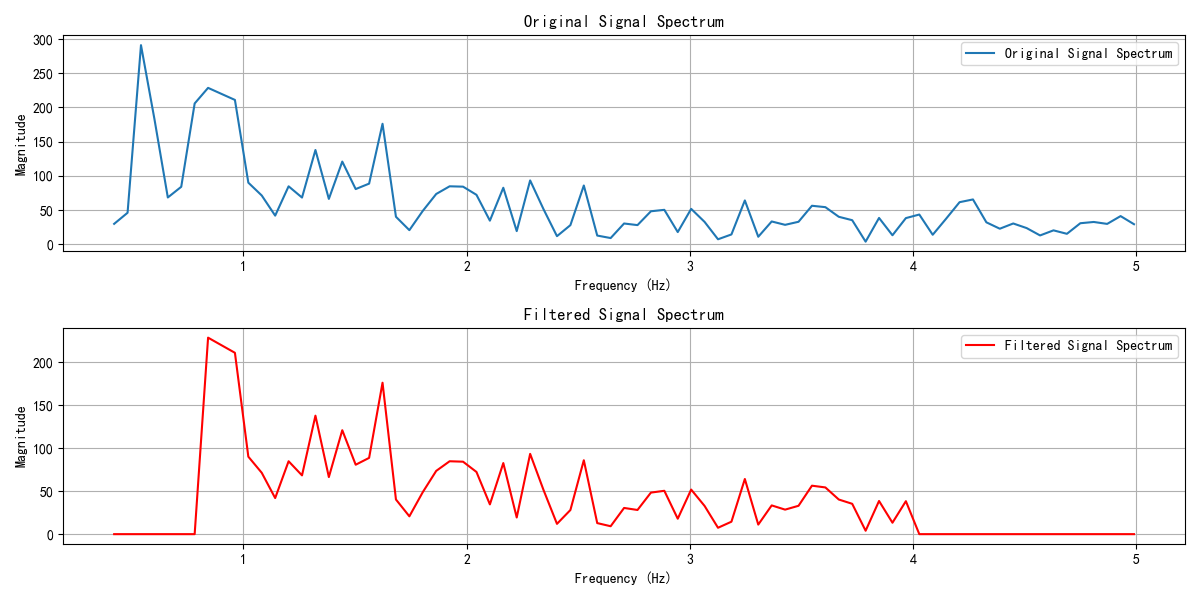 Original Signal Spectrum
300
250
200
150
100
50
0
Magnitude
Original Signal Spectrum
1 2 3 4 5
Frequency (Hz)
Filtered Signal Spectrum
200
150
100
50
0
Magnitude
Filtered Signal Spectrum
1 2 3 4 5
Frequency (Hz)